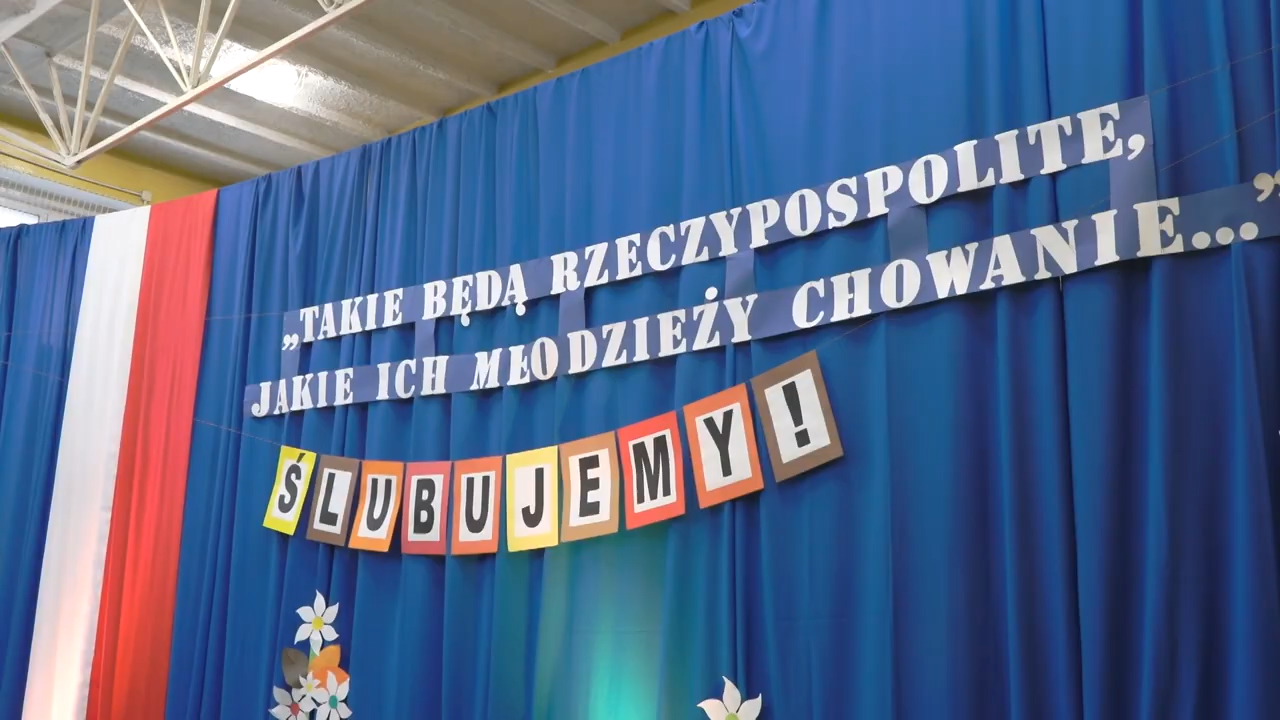 „TAKIE BĘDĄ RZECZYPOSPOLITE,
JAKIE ICH MŁODZIEŻY CHOWANIE..."
ŚLUBUJEMY!